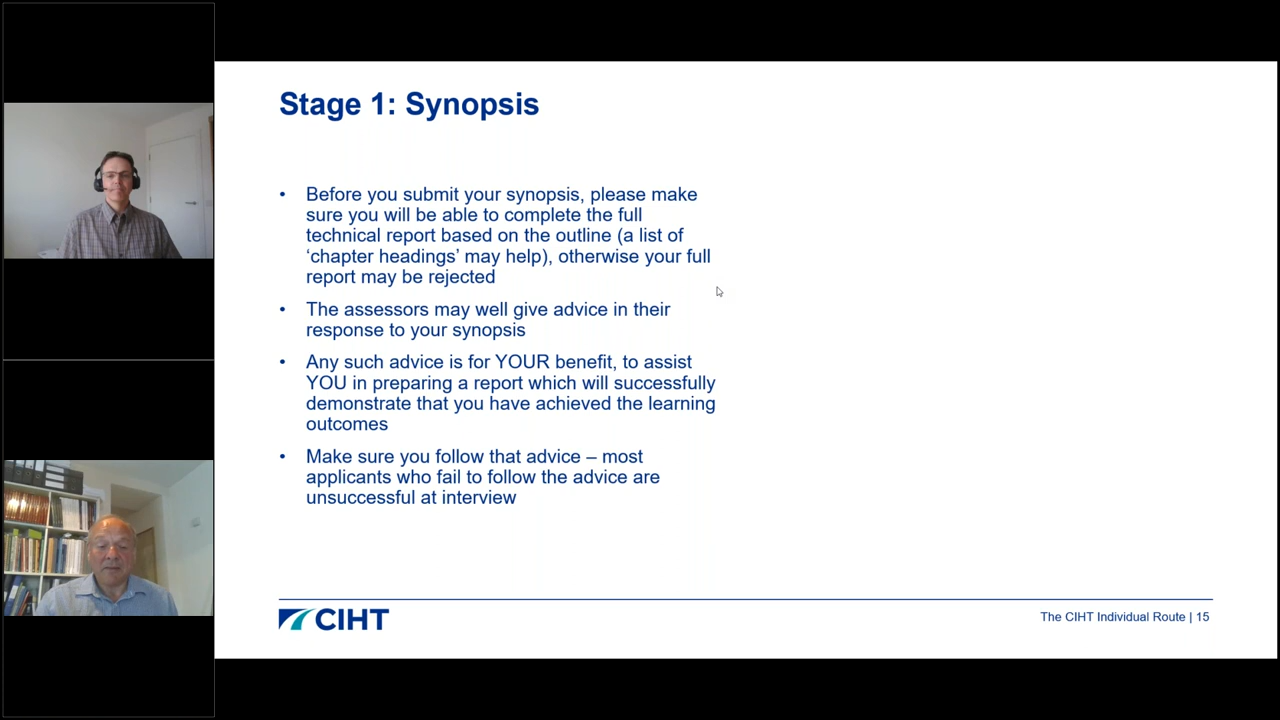 Stage 1: Synopsis
• Before you submit your synopsis, please make
sure you will be able to complete the full
technical report based on the outline (a list of
‘chapter headings’ may help), otherwise your full
report may be rejected
• The assessors may well give advice in their
response to your synopsis
• Any such advice is for YOUR benefit, to assist
YOU in preparing a report which will successfully
demonstrate that you have achieved the learning
outcomes
• Make sure you follow that advice – most
applicants who fail to follow the advice are
unsuccessful at interview
CIHT
The CIHT Individual Route | 15